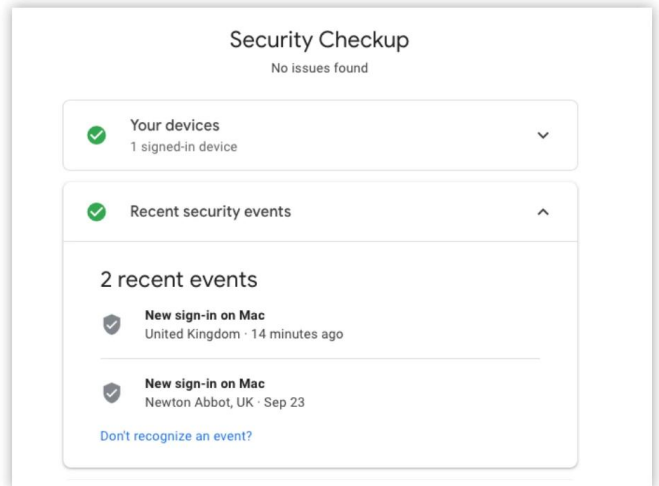 Security Checkup
No issues found
Your devices
1 signed-in device
Recent security events
2 recent events
New sign-in on Mac
United Kingdom · 14 minutes ago
New sign-in on Mac
Newton Abbot, UK · Sep 23
Don't recognize an event?